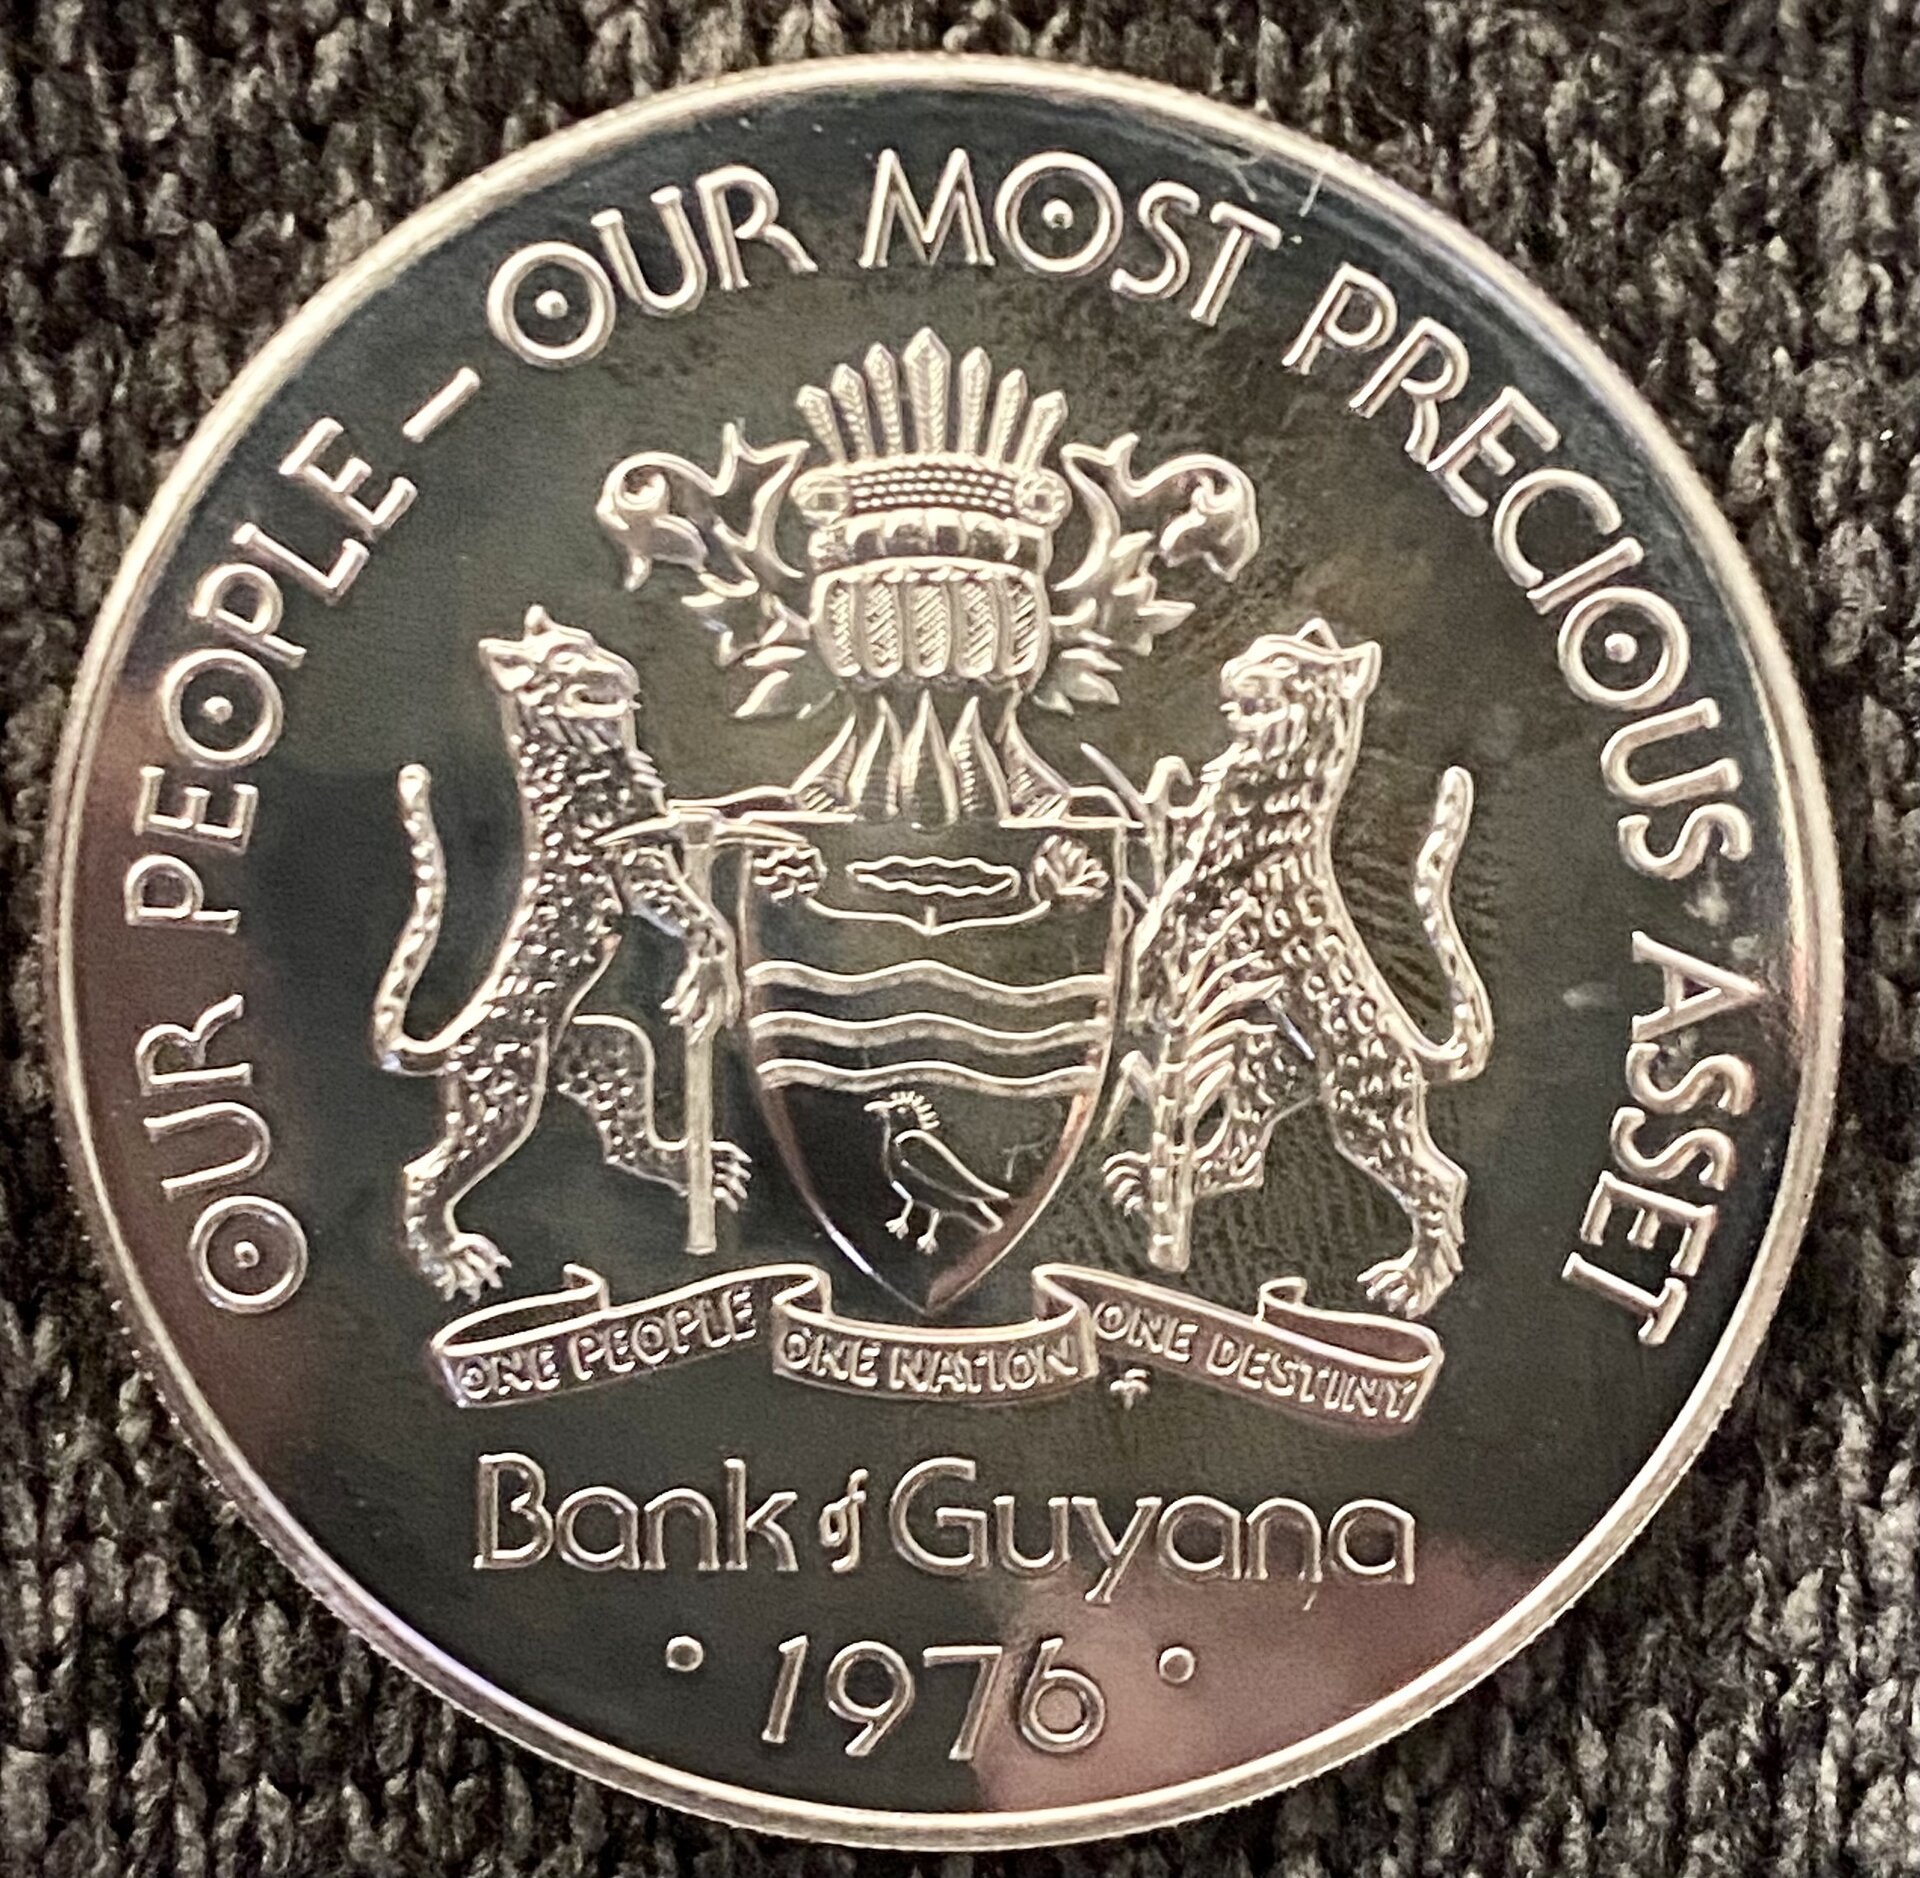 OUR PEOPLE - OUR MOST PRECIOUS ASSET
ONE PEOPLE ONE NATION ONE DESTINY
Bank of Guyana
• 1976 •